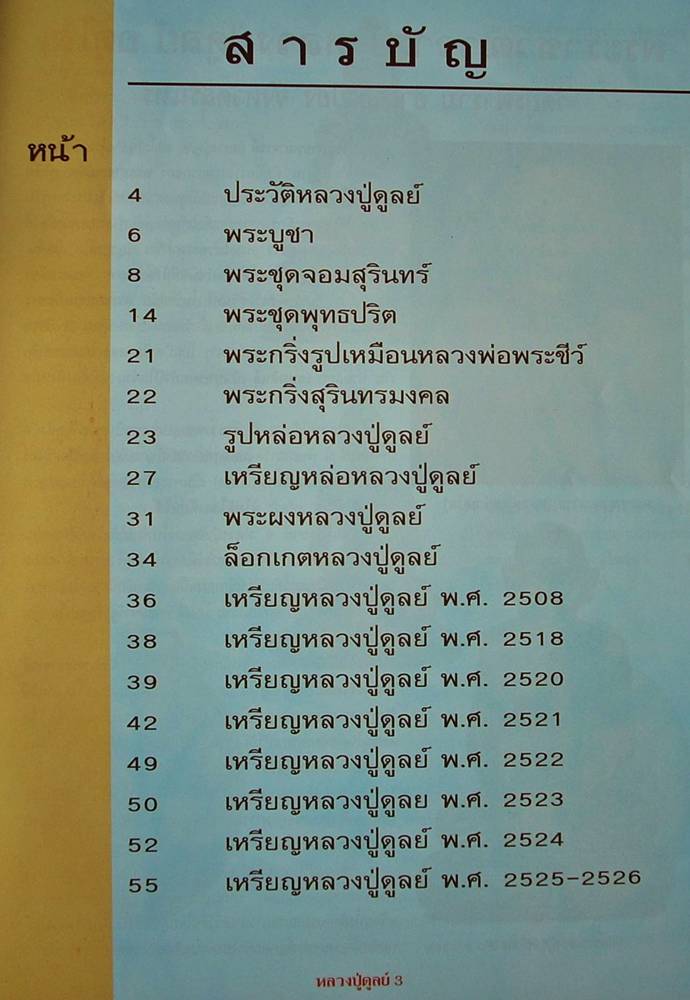 สารบัญ
หน้า
4 ประวัติหลวงปู่ดูลย์
6 พระบูชา
8 พระชุดจอมสุรินทร์
14 พระชุดพุทธปริต
21 พระกริ่งรูปเหมือนหลวงพ่อพระชีว์
22 พระกริ่งสุรินทรมงคล
23 รูปหล่อหลวงปู่ดูลย์
27 เหรียญหล่อหลวงปู่ดูลย์
31 พระผงหลวงปู่ดูลย์
34 ล็อกเกตหลวงปู่ดูลย์
36 เหรียญหลวงปู่ดูลย์ พ.ศ. 2508
38 เหรียญหลวงปู่ดูลย์ พ.ศ. 2518
39 เหรียญหลวงปู่ดูลย์ พ.ศ. 2520
42 เหรียญหลวงปู่ดูลย์ พ.ศ. 2521
49 เหรียญหลวงปู่ดูลย์ พ.ศ. 2522
50 เหรียญหลวงปู่ดูลย พ.ศ. 2523
52 เหรียญหลวงปู่ดูลย์ พ.ศ. 2524
55 เหรียญหลวงปู่ดูลย์ พ.ศ. 2525-2526
หลวงปู่ดูลย์ 3